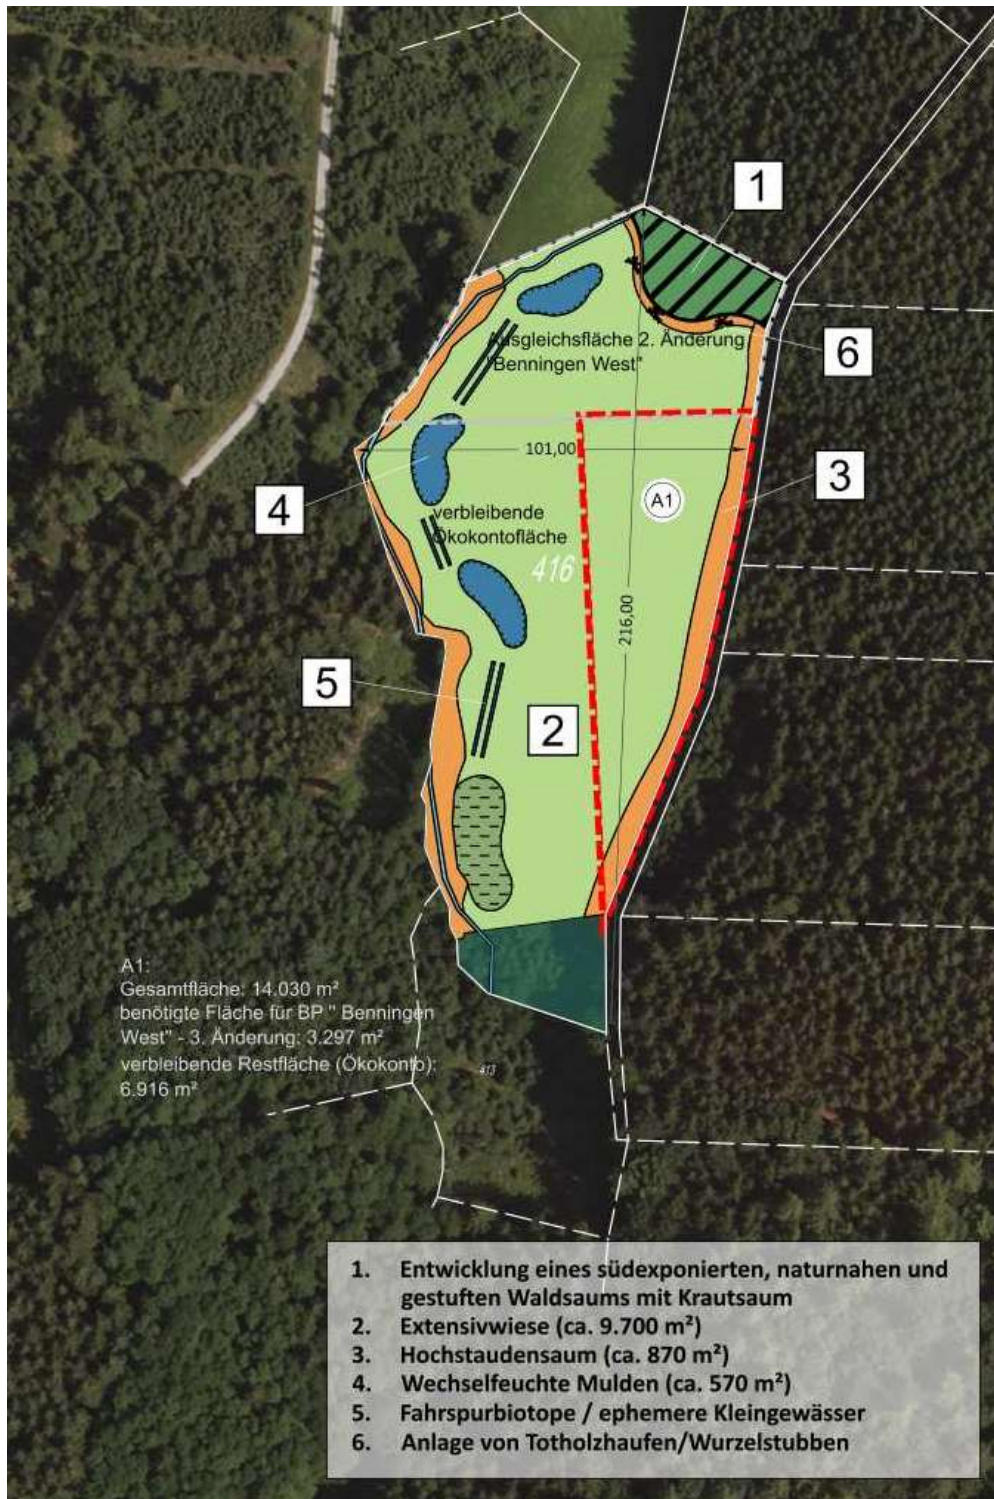 1
Ausgleichsfläche 2. Änderung
"Benningen West"
6
101,00
3
A1
4
verbleibende
Ökokontofläche
416
216,00
5
2
A1:
Gesamtfläche: 14.030 m²
benötigte Fläche für BP " Benningen
West" - 3. Änderung: 3.297 m²
verbleibende Restfläche (Ökokonto):
6.916 m²
413
1. Entwicklung eines südexponierten, naturnahen und
gestuften Waldsaums mit Krautsaum
2. Extensivwiese (ca. 9.700 m²)
3. Hochstaudensaum (ca. 870 m²)
4. Wechselfeuchte Mulden (ca. 570 m²)
5. Fahrspurbiotope / ephemere Kleingewässer
6. Anlage von Totholzhaufen/Wurzelstubben